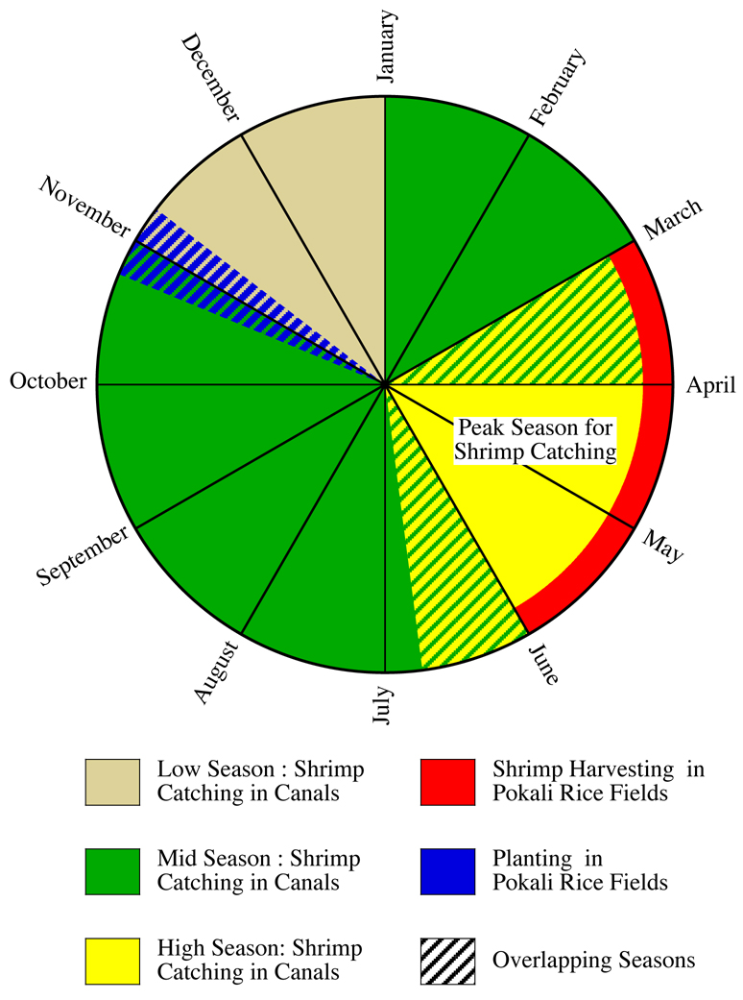 January
February
March
April
May
June
July
August
September
October
November
December
Peak Season for
Shrimp Catching
Low Season : Shrimp
Catching in Canals
Mid Season : Shrimp
Catching in Canals
High Season: Shrimp
Catching in Canals
Shrimp Harvesting  in
Pokali Rice Fields
Planting  in
Pokali Rice Fields
Overlapping Seasons